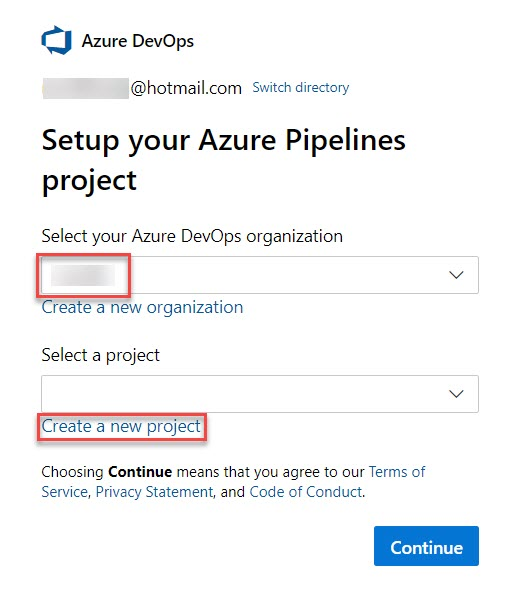 Azure DevOps
@hotmail.com Switch directory
Setup your Azure Pipelines
project
Select your Azure DevOps organization
Create a new organization
Select a project
Create a new project
Choosing Continue means that you agree to our Terms of
Service, Privacy Statement, and Code of Conduct.
Continue